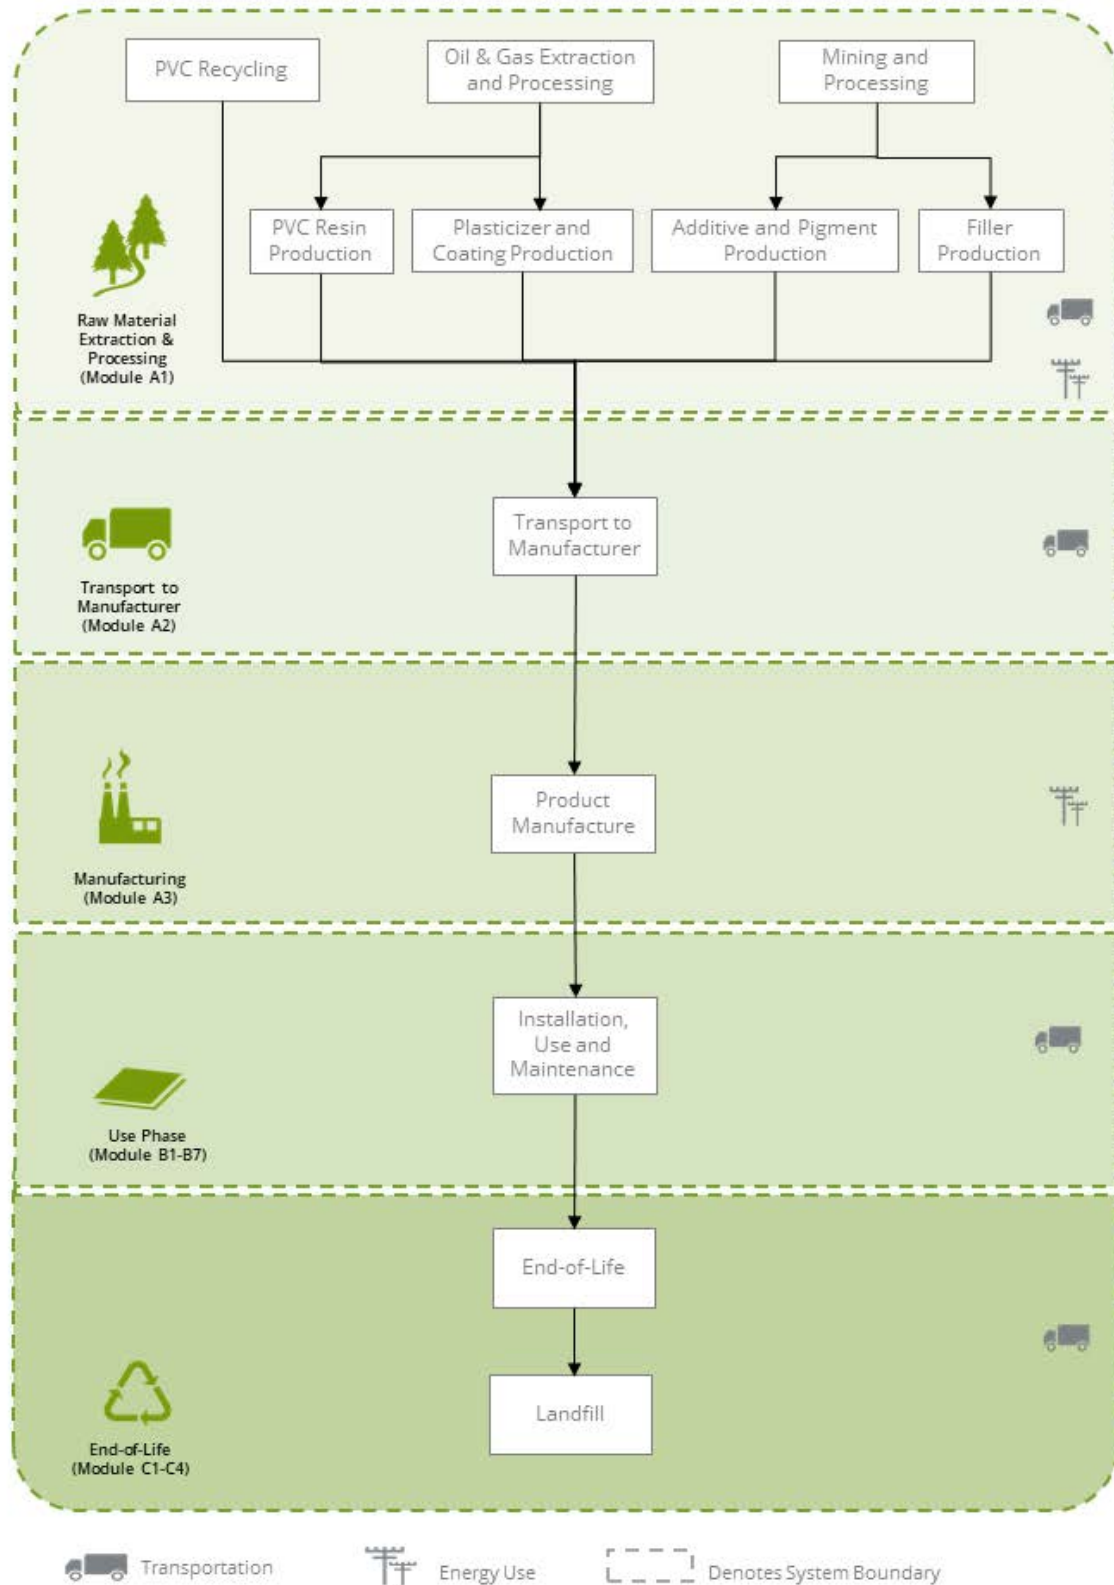 PVC Recycling
Oil & Gas Extraction
and Processing
Mining and
Processing
PVC Resin
Production
Plasticizer and
Coating Production
Additive and Pigment
Production
Filler
Production
Raw Material
Extraction &
Processing
(Module A1)
Transport to
Manufacturer
Transport to
Manufacturer
(Module A2)
Product
Manufacture
Manufacturing
(Module A3)
Installation,
Use and
Maintenance
Use Phase
(Module B1-B7)
End-of-Life
Landfill
End-of-Life
(Module C1-C4)
Transportation
Energy Use
Denotes System Boundary